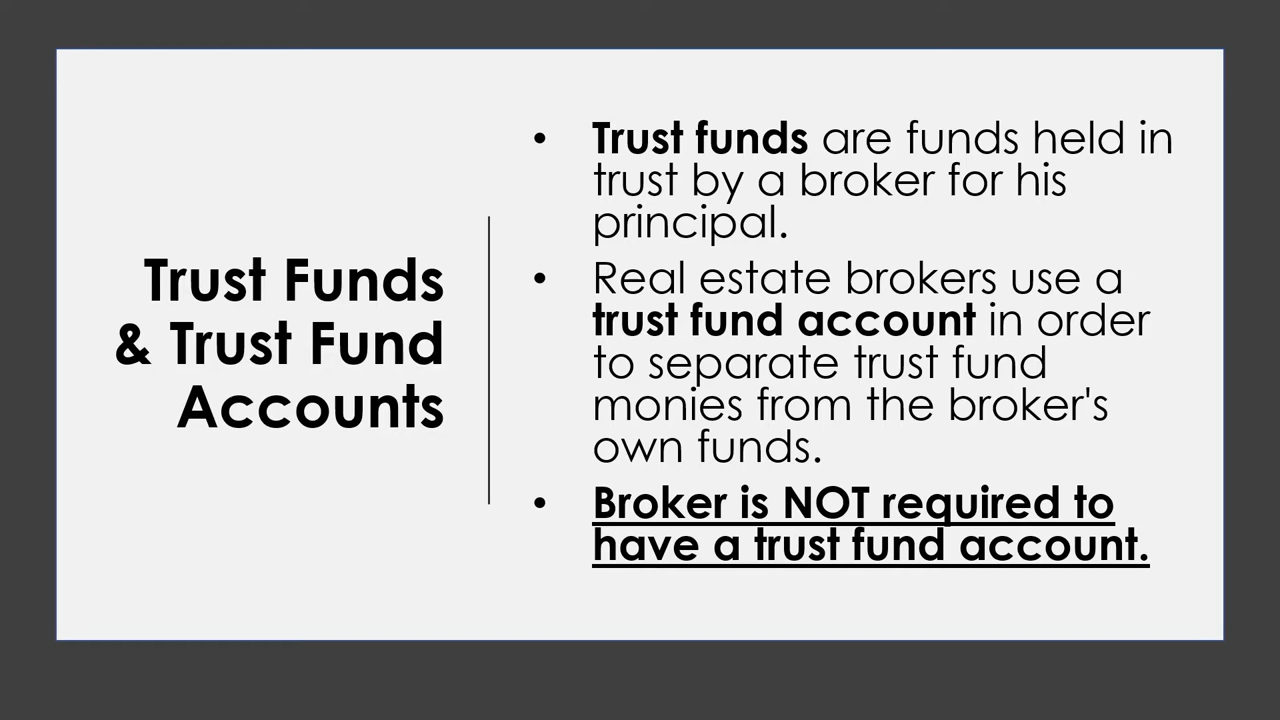 Trust Funds
& Trust Fund
Accounts
• Trust funds are funds held in
trust by a broker for his
principal.
• Real estate brokers use a
trust fund account in order
to separate trust fund
monies from the broker's
own funds.
• Broker is NOT required to
have a trust fund account.